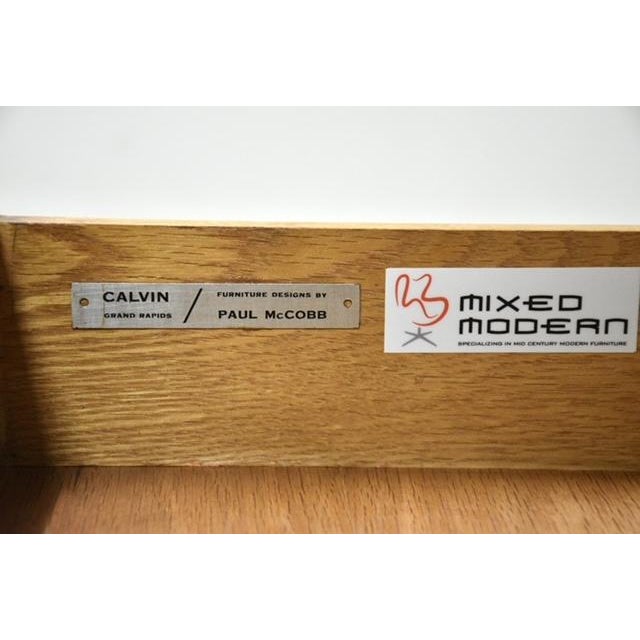 CALVIN / FURNITURE DESIGNS BY
GRAND RAPIDS PAUL McCOBB
MIXED
MODERN
SPECIALIZING IN MID CENTURY MODERN FURNITURE